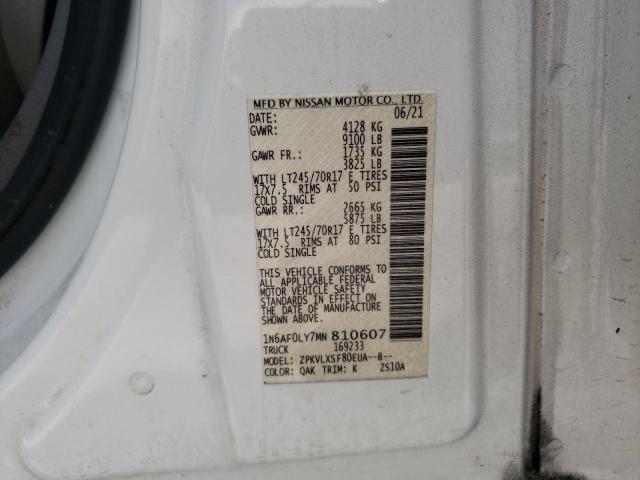 MFD BY NISSAN MOTOR CO., LTD.
DATE: 06/21
GVWR: 4128 KG
9100 LB
GAWR FR.: 1735 KG
3825 LB
WITH LT245/70R17 E TIRES
17X7.5 RIMS AT 50 PSI
COLD SINGLE
GAWR RR.: 2665 KG
5875 LB
WITH LT245/70R17 E TIRES
17X7.5 RIMS AT 80 PSI
COLD SINGLE
THIS VEHICLE CONFORMS TO
ALL APPLICABLE FEDERAL
MOTOR VEHICLE SAFETY
STANDARDS IN EFFECT ON
THE DATE OF MANUFACTURE
SHOWN ABOVE.
1N6AF0LY7MN 810607
TRUCK 169233
MODEL: ZPKVLXSF80EUA--B--
COLOR: QAK TRIM: K ZS10A